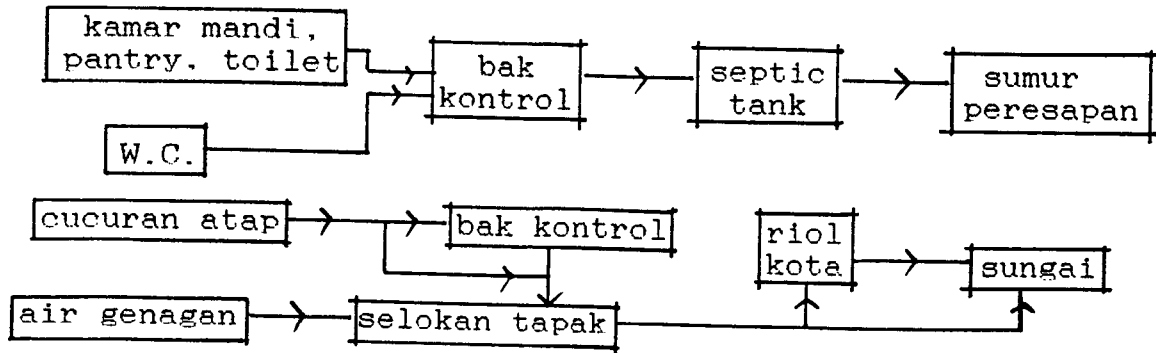 kamar mandi,
pantry. toilet
bak
kontrol
septic
tank
sumur
peresapan
W.C.
cucuran atap
bak kontrol
riol
kota
sungai
air genagan
selokan tapak